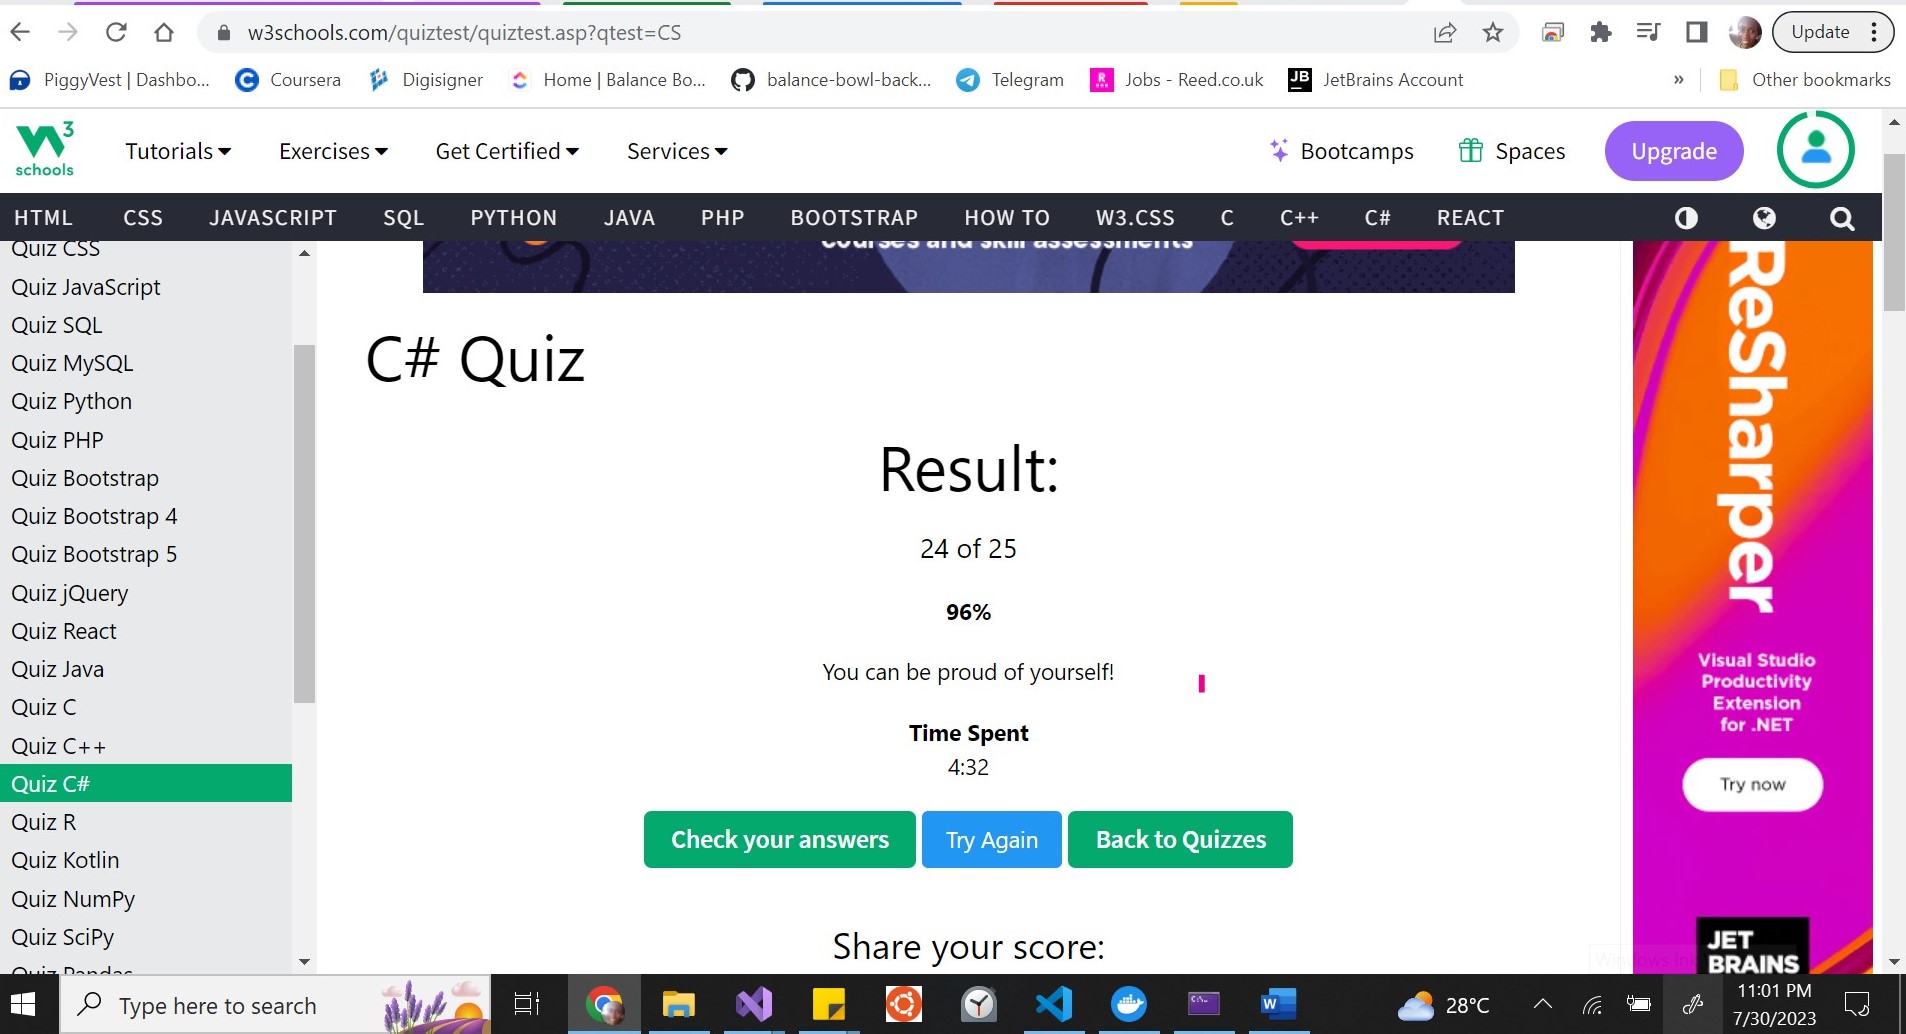 w3schools.com/quiztest/quiztest.asp?qtest=CS
Update
PiggyVest | Dashbo...
Coursera
Digisigner
Home | Balance Bo...
balance-bowl-back...
Telegram
Jobs - Reed.co.uk
JetBrains Account
»
Other bookmarks
W3 schools
Tutorials
Exercises
Get Certified
Services
Bootcamps
Spaces
Upgrade
HTML
CSS
JAVASCRIPT
SQL
PYTHON
JAVA
PHP
BOOTSTRAP
HOW TO
W3.CSS
C
C++
C#
REACT
Quiz CSS
Quiz JavaScript
Quiz SQL
Quiz MySQL
Quiz Python
Quiz PHP
Quiz Bootstrap
Quiz Bootstrap 4
Quiz Bootstrap 5
Quiz jQuery
Quiz React
Quiz Java
Quiz C
Quiz C++
Quiz C#
Quiz R
Quiz Kotlin
Quiz NumPy
Quiz SciPy
Quiz Pandas
courses and skill assessments
C# Quiz
Result:
24 of 25
96%
You can be proud of yourself!
Time Spent
4:32
Check your answers
Try Again
Back to Quizzes
Share your score:
ReSharper
Visual Studio
Productivity
Extension
for .NET
Try now
JET
BRAINS
Type here to search
28°C
11:01 PM
7/30/2023